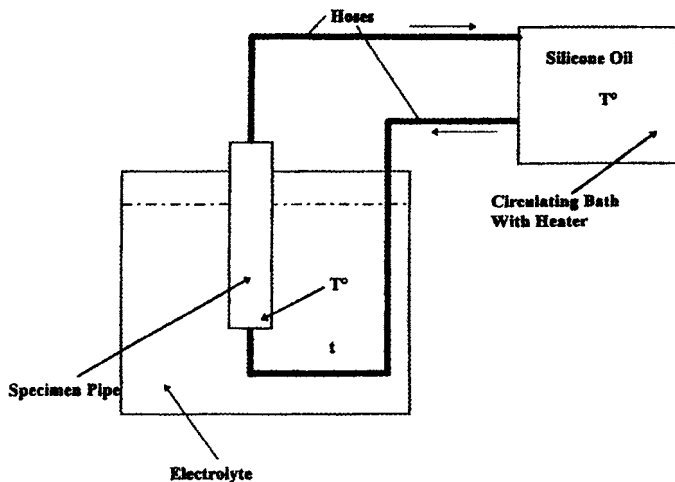 Hoses
Silicone Oil
T°
Circulating Bath
With Heater
T°
t
Specimen Pipe
Electrolyte